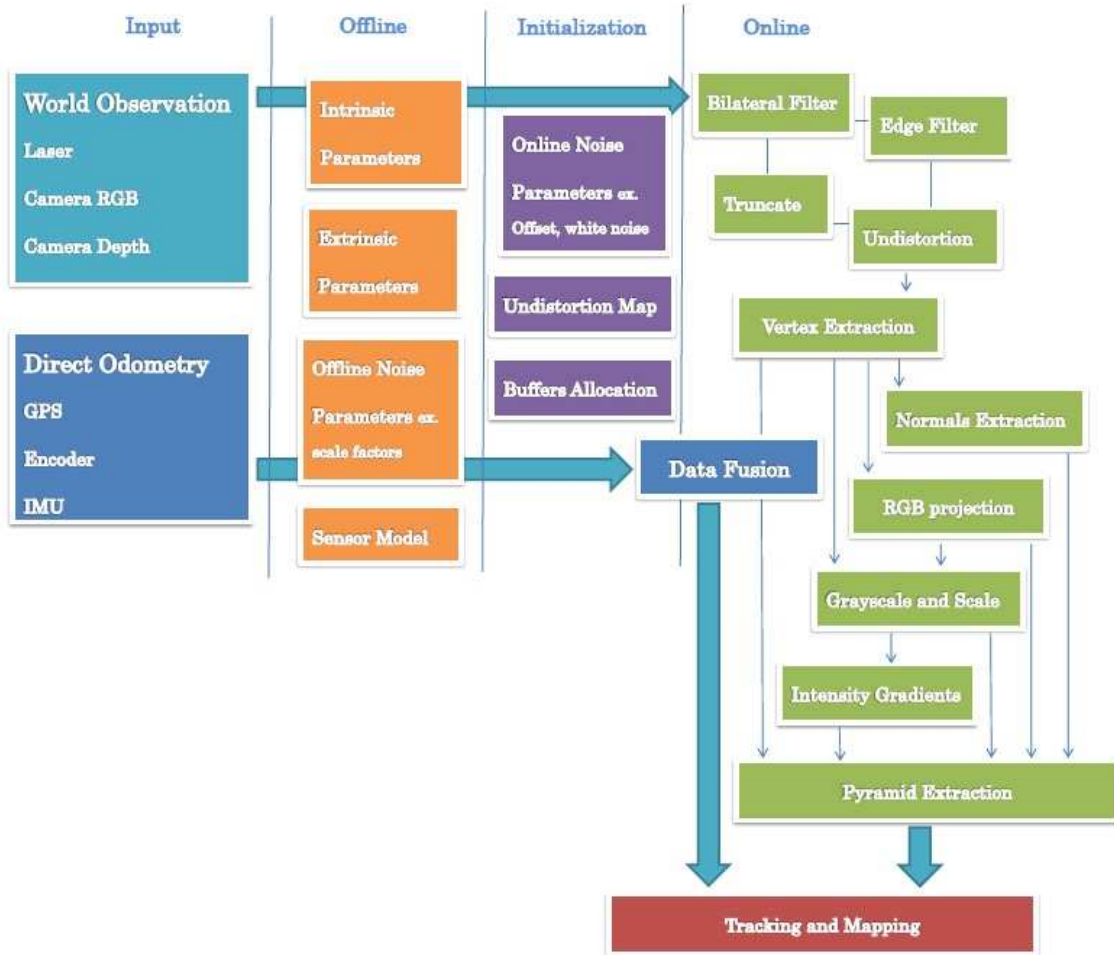 Input
Offline
Initialization
Online
World Observation
Laser
Camera RGB
Camera Depth
Direct Odometry
GPS
Encoder
IMU
Intrinsic
Parameters
Extrinsic
Parameters
Offline Noise
Parameters ex.
scale factors
Sensor Model
Online Noise
Parameters ex.
Offset, white noise
Undistortion Map
Buffers Allocation
Data Fusion
Bilateral Filter
Edge Filter
Truncate
Undistortion
Vertex Extraction
Normals Extraction
RGB projection
Grayscale and Scale
Intensity Gradients
Pyramid Extraction
Tracking and Mapping